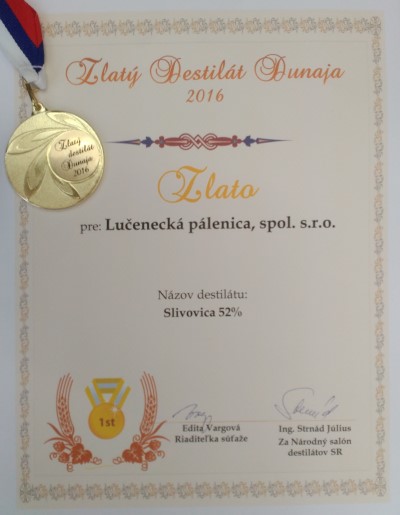 Zlatý Destilát Dunaja
2016
Zlatý
destilát
Dunaja
2016
Zlato
pre: Lučenecká pálenica, spol. s.r.o.
Názov destilátu:
Slivovica 52%
1st
Edita Vargová
Riaditeľka súťaže
Ing. Strnád Július
Za Národný salón
destilátov SR